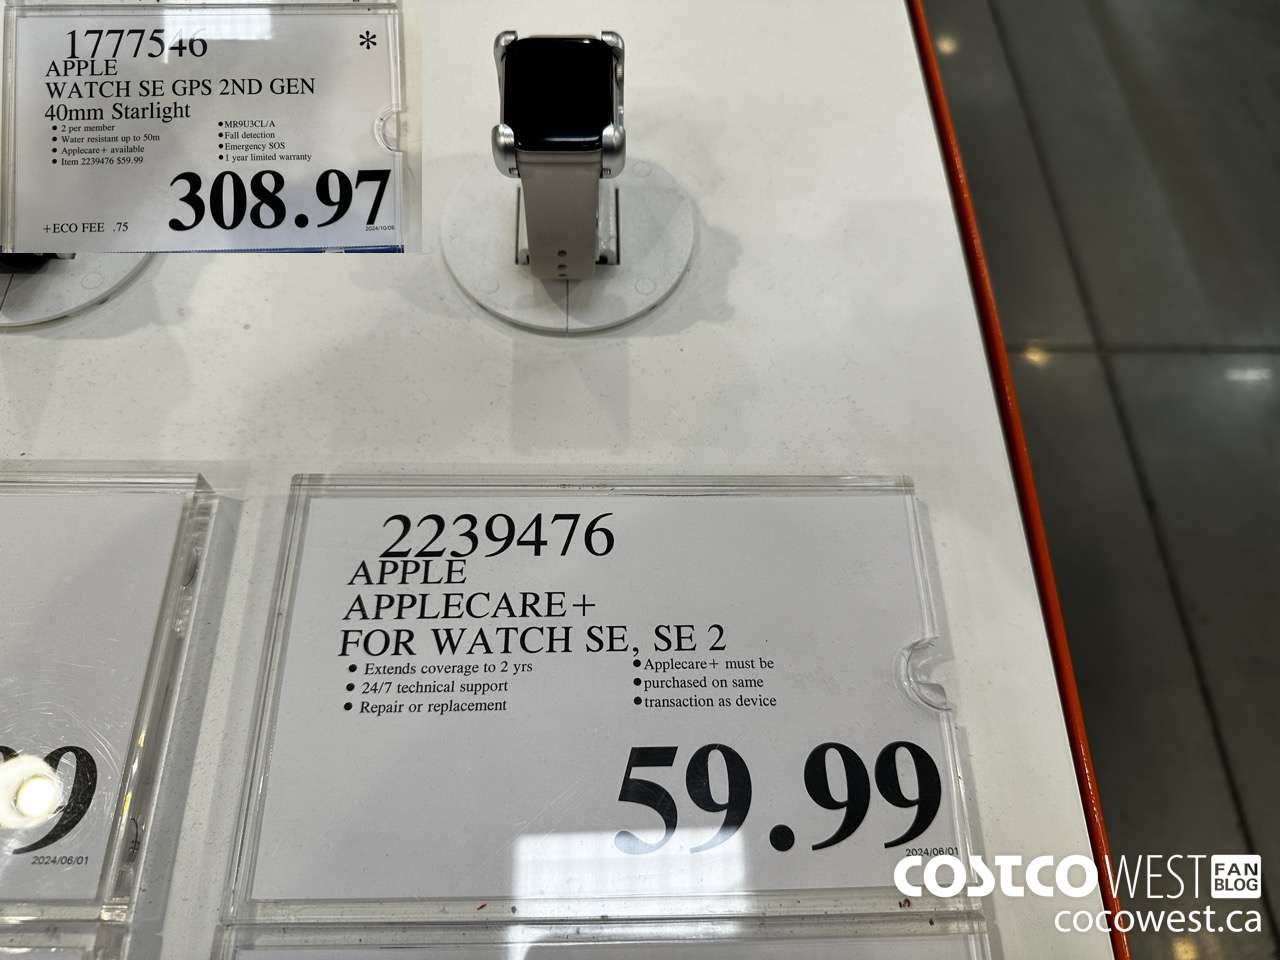 1777546 *
APPLE
WATCH SE GPS 2ND GEN
40mm Starlight
• 2 per member
• Water resistant up to 50m
• Applecare+ available
• Item 2239476 $59.99
• MR9U3CL/A
• Fall detection
• Emergency SOS
• 1 year limited warranty
308.97
+ECO FEE .75
2024/10/06
2239476
APPLE
APPLECARE+
FOR WATCH SE, SE 2
• Extends coverage to 2 yrs
• 24/7 technical support
• Repair or replacement
• Applecare+ must be
• purchased on same
• transaction as device
59.99
2024/06/01
9
2024/06/01
COSTCO WEST FAN BLOG
cocowest.ca